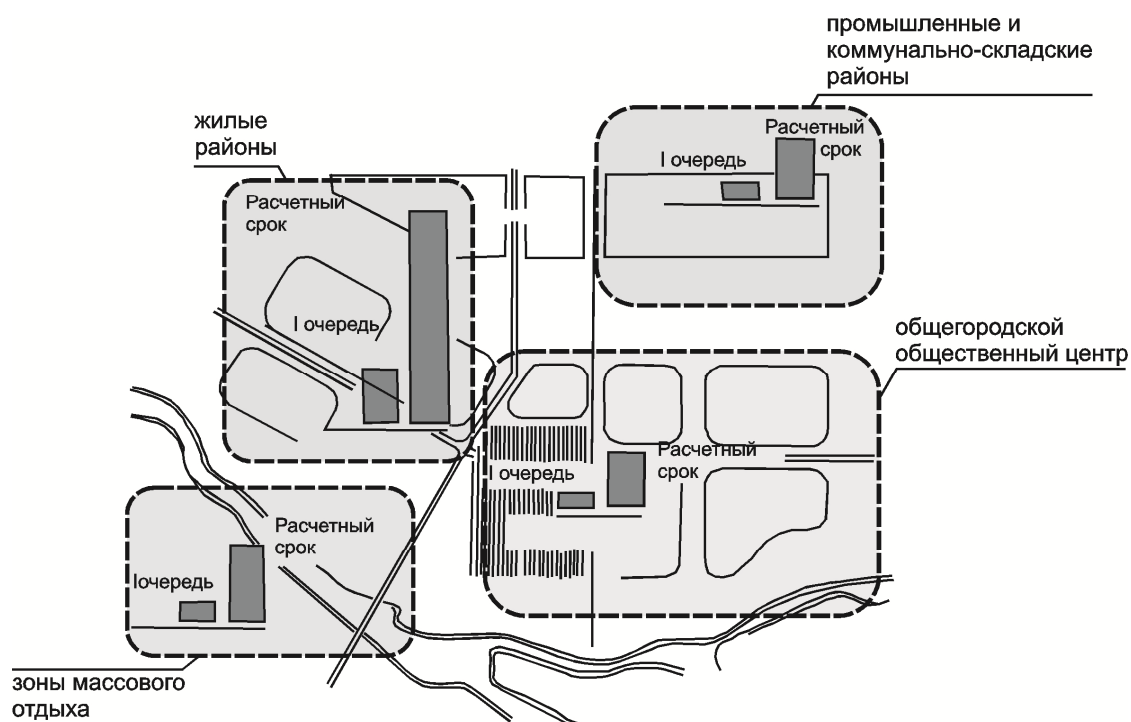 промышленные и
коммунально-складские
районы
жилые
районы
Расчетный
срок
I очередь
Расчетный
срок
I очередь
общегородской
общественный центр
Расчетный
срок
I очередь
Расчетный
срок
Iочередь
зоны массового
отдыха